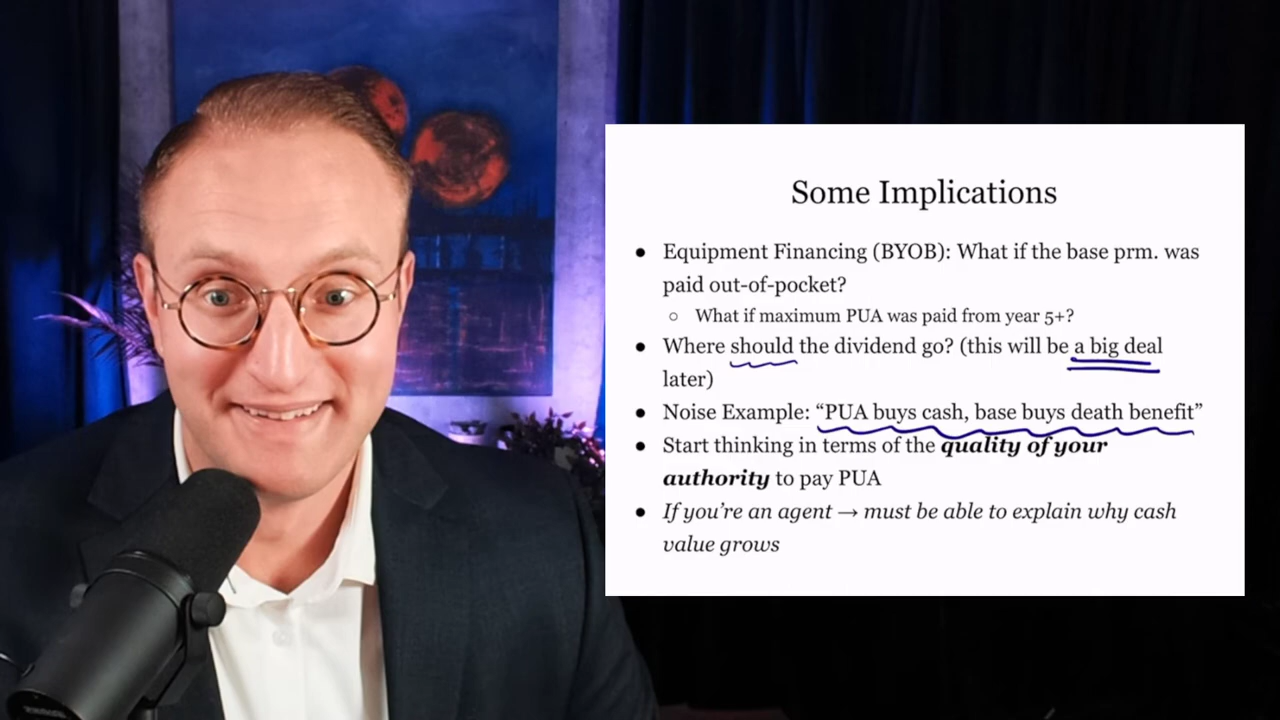 Some Implications
● Equipment Financing (BYOB): What if the base prm. was
paid out-of-pocket?
○ What if maximum PUA was paid from year 5+?
● Where should the dividend go? (this will be a big deal
later)
● Noise Example: “PUA buys cash, base buys death benefit”
● Start thinking in terms of the quality of your
authority to pay PUA
● If you’re an agent → must be able to explain why cash
value grows